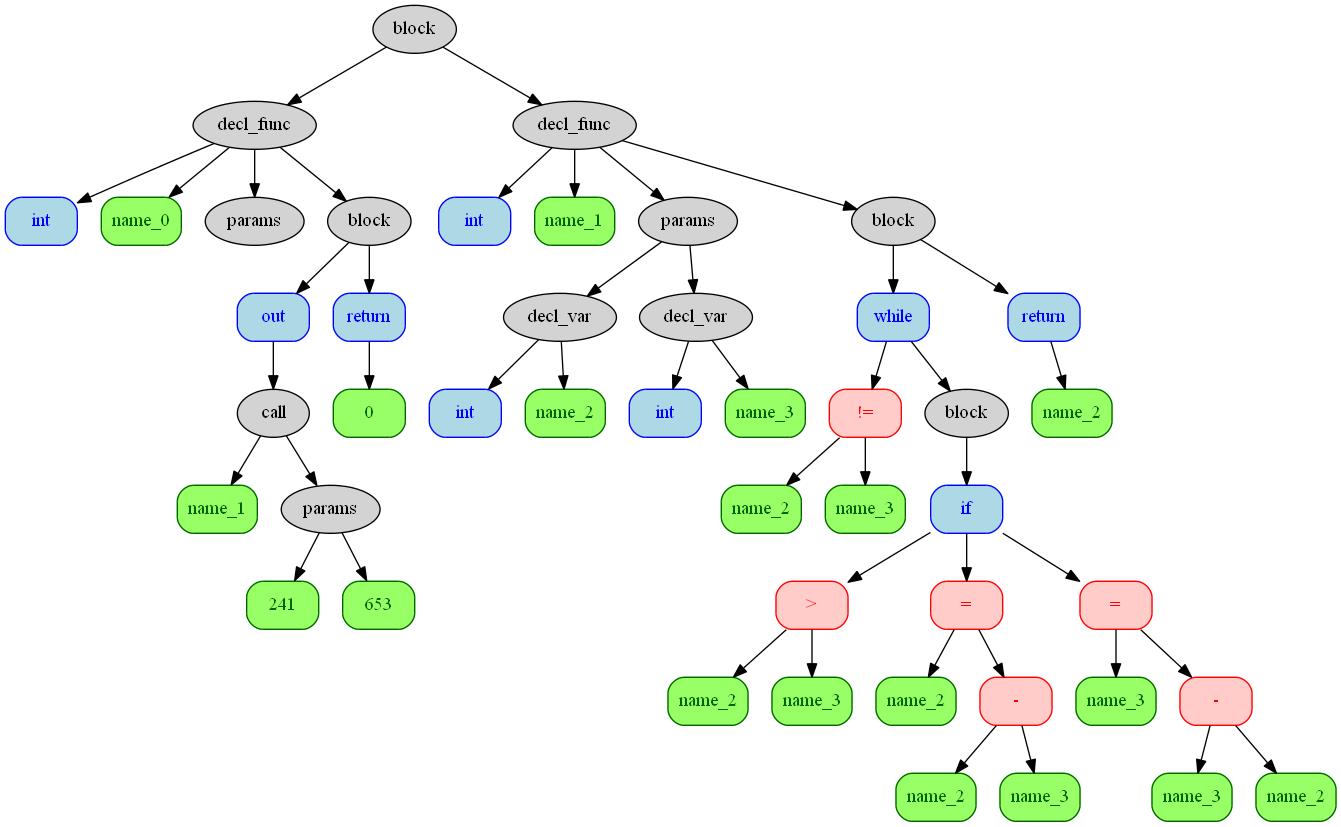 block
decl_func
decl_func
int
name_0
params
block
int
name_1
params
block
out
return
decl_var
decl_var
while
return
call
0
int
name_2
int
name_3
!=
block
name_2
name_1
params
name_2
name_3
if
241
653
>
=
=
name_2
name_3
name_2
-
name_3
-
name_2
name_3
name_3
name_2